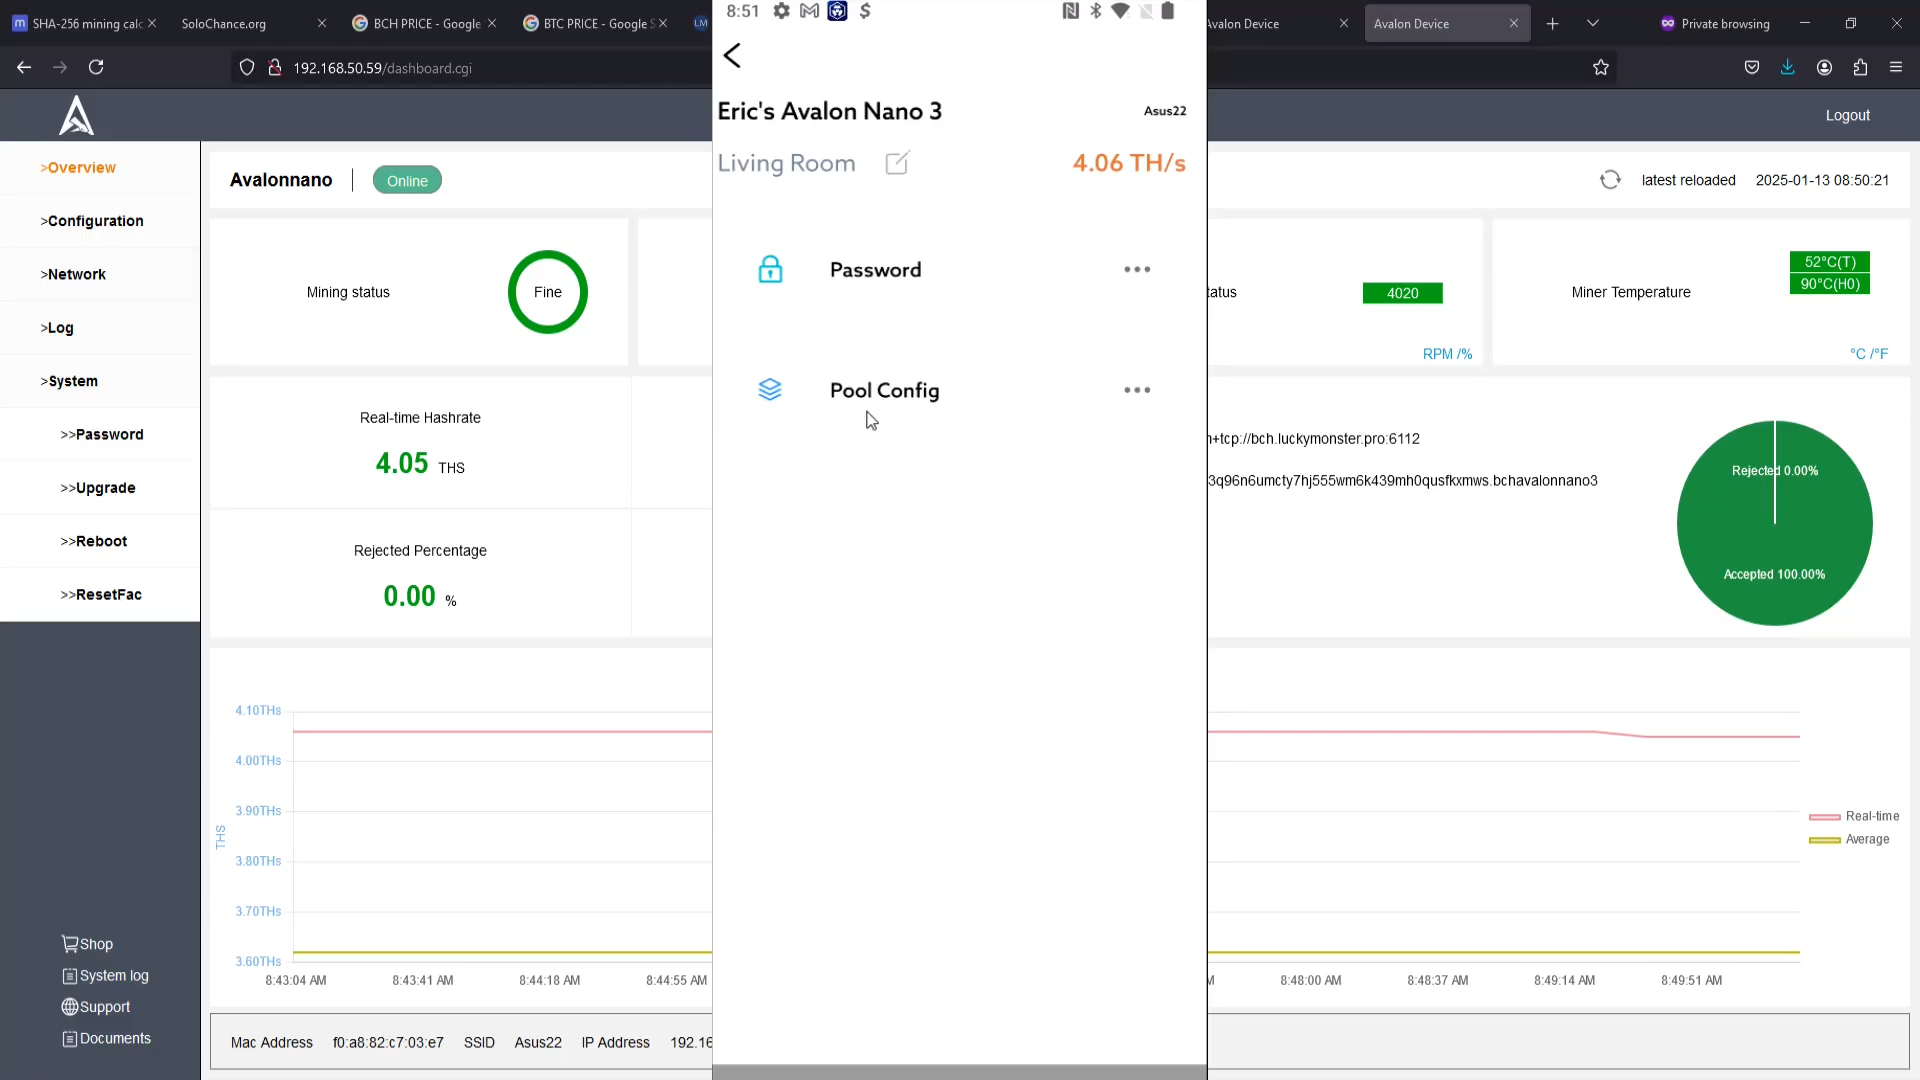 SHA-256 mining calc
SoloChance.org
BCH PRICE - Google
BTC PRICE - Google S
LM
Avalon Device
Avalon Device
Private browsing
192.168.50.59/dashboard.cgi
8:51
Eric's Avalon Nano 3
Asus22
Living Room
4.06 TH/s
Password
Pool Config
Logout
>Overview
>Configuration
>Network
>Log
>System
>>Password
>>Upgrade
>>Reboot
>>ResetFac
Shop
System log
Support
Documents
Avalonnano
Online
latest reloaded
2025-01-13 08:50:21
Mining status
Fine
tatus
4020
RPM /%
Miner Temperature
52°C(T)
90°C(H0)
°C /°F
Real-time Hashrate
4.05 THS
Rejected Percentage
0.00 %
+tcp://bch.luckymonster.pro:6112
3q96n6umcty7hj555wm6k439mh0qusfkxmws.bchavalonnano3
Rejected 0.00%
Accepted 100.00%
4.10THs
4.00THs
3.90THs
3.80THs
3.70THs
3.60THs
THS
8:43:04 AM
8:43:41 AM
8:44:18 AM
8:44:55 AM
8:48:00 AM
8:48:37 AM
8:49:14 AM
8:49:51 AM
Real-time
Average
Mac Address f0:a8:82:c7:03:e7 SSID Asus22 IP Address 192.16